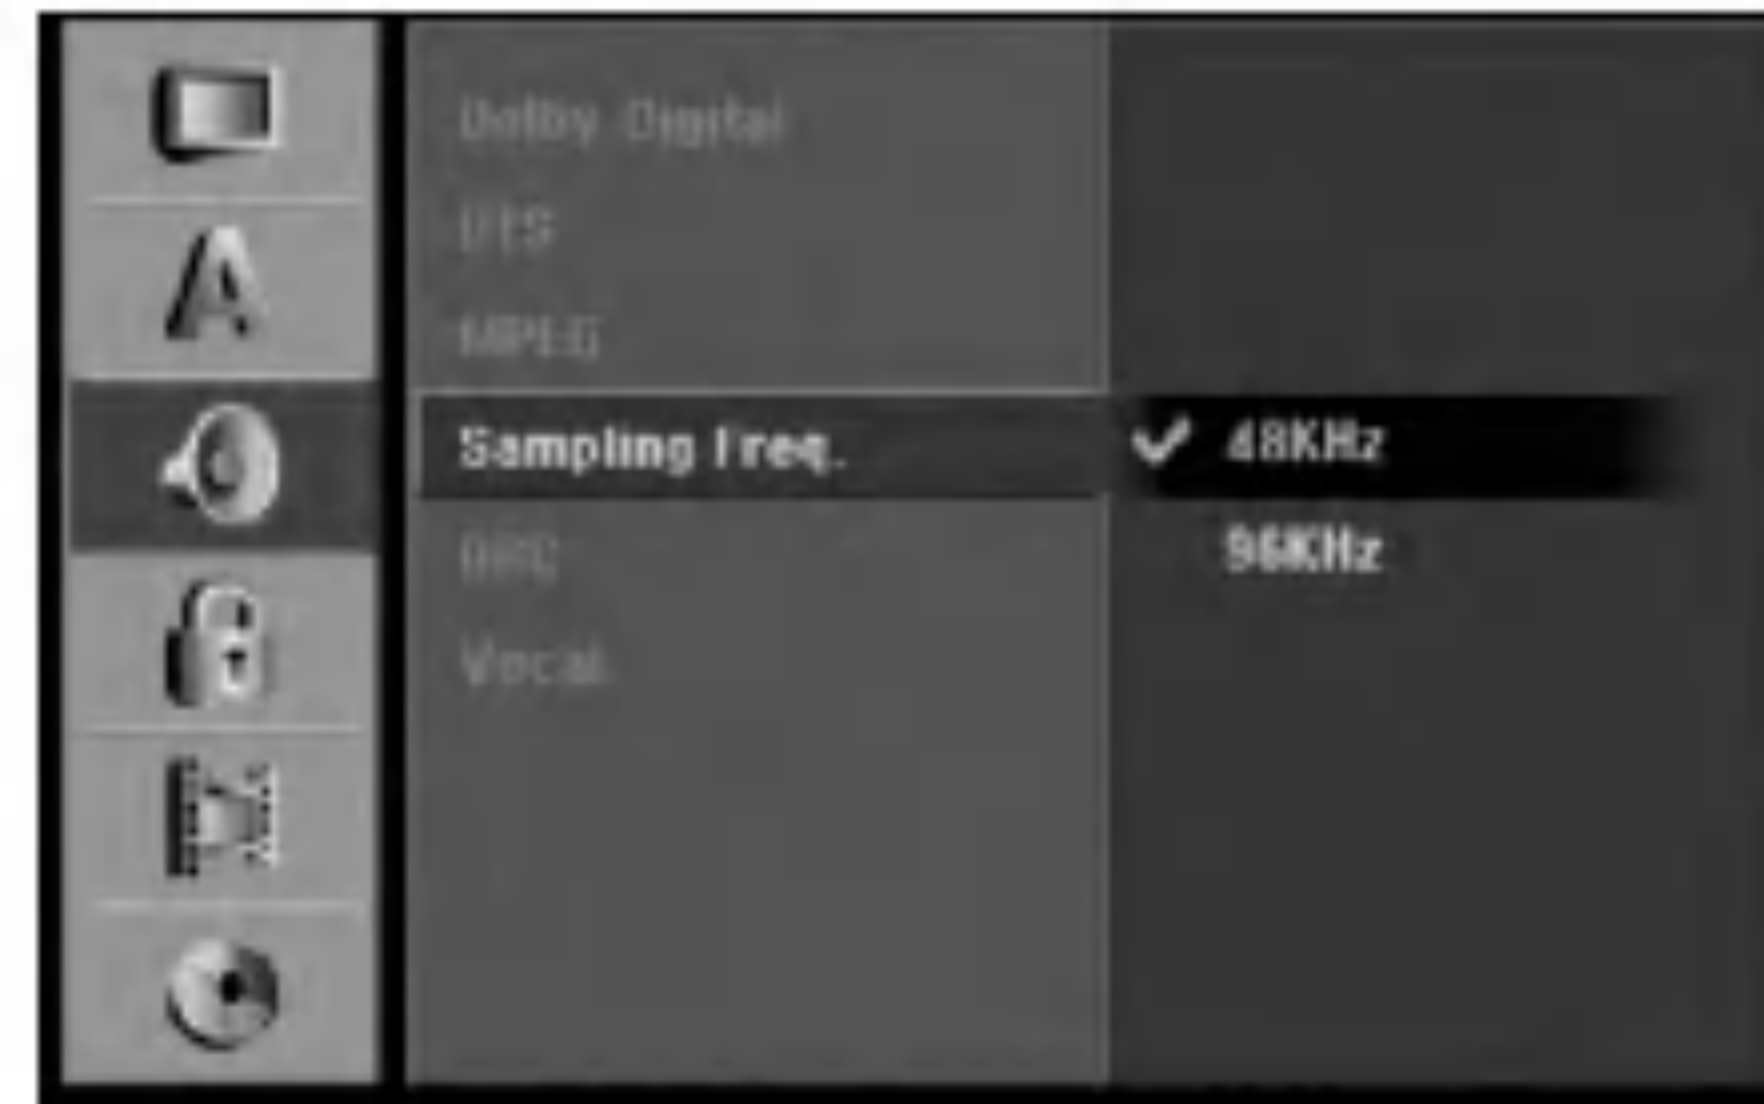 Dolby Digital
DTS
MPEG
Sampling Freq.
48KHz
96KHz
DRC
Vocal